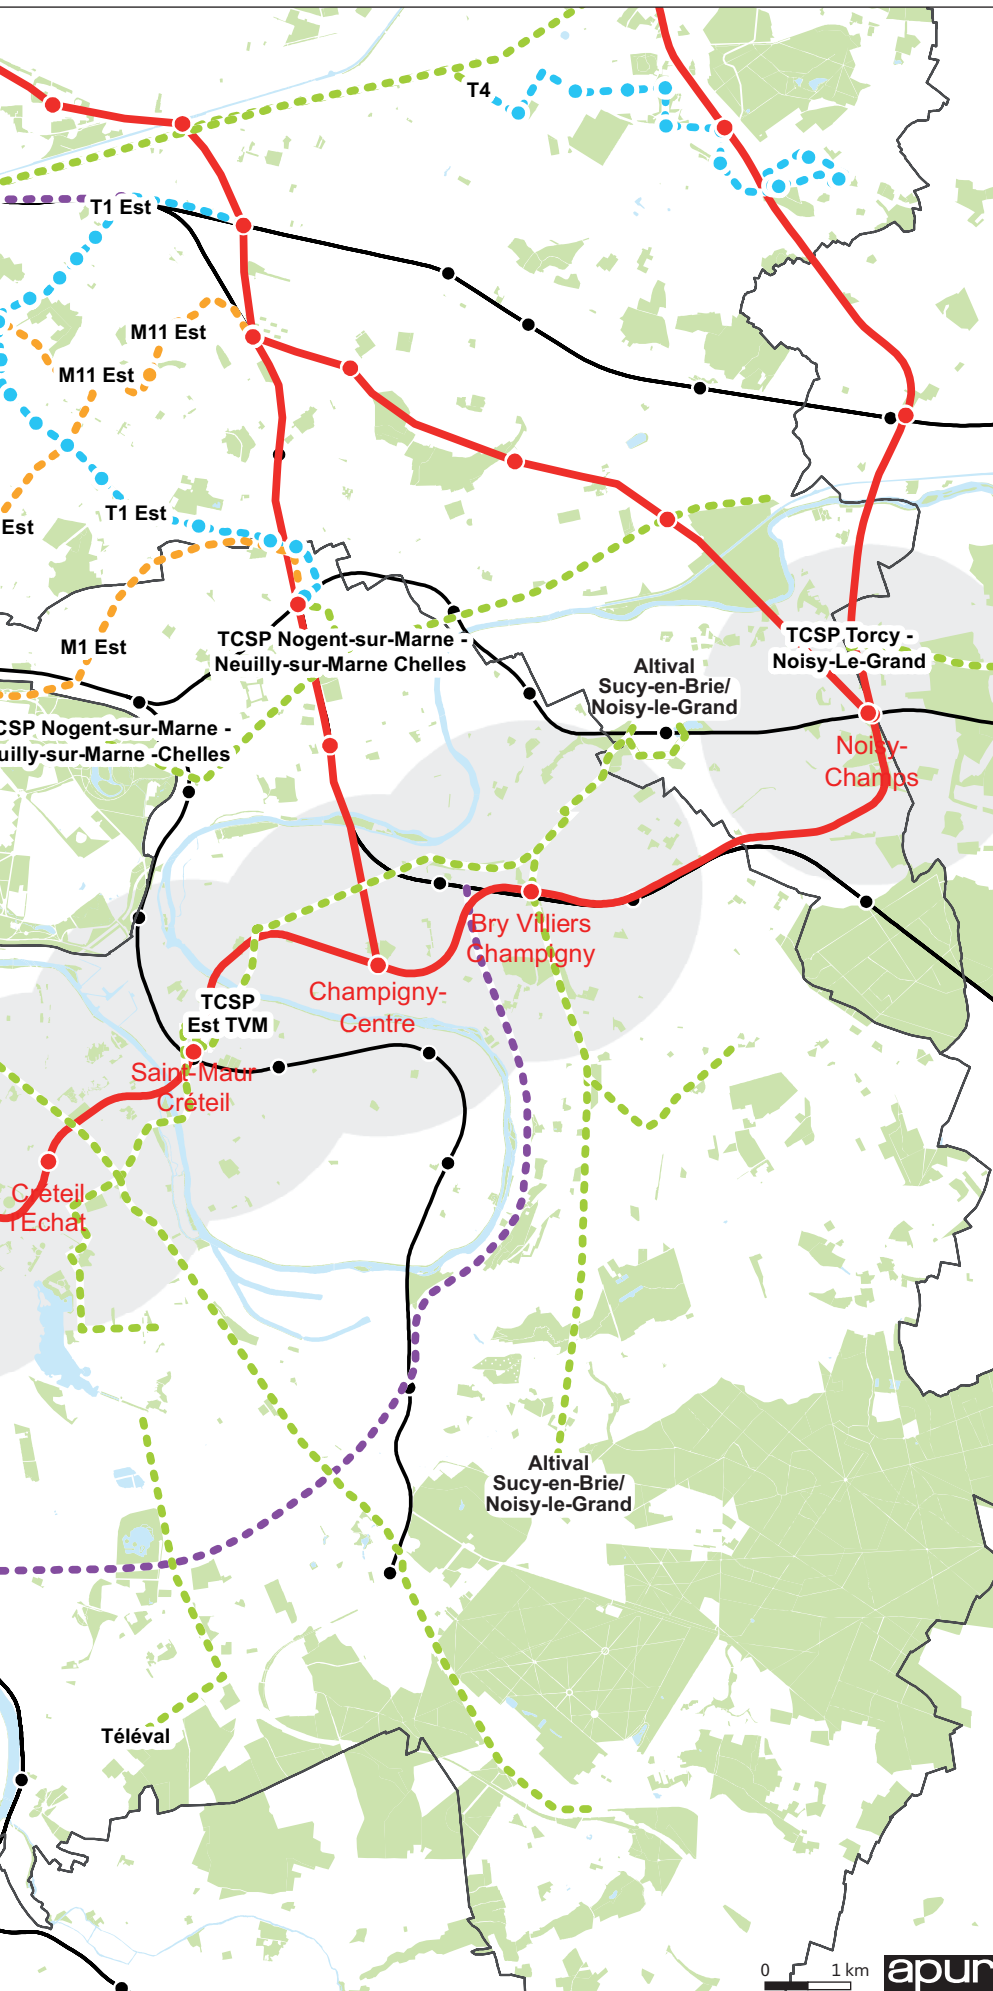 T4
T1 Est
M11 Est
M11 Est
T1 Est
Est
M1 Est
TCSP Nogent-sur-Marne -
Neuilly-sur-Marne Chelles
TCSP Torcy -
Noisy-Le-Grand
Altival
Sucy-en-Brie/
Noisy-le-Grand
CSP Nogent-sur-Marne -
uilly-sur-Marne -Chelles
Noisy-
Champs
Bry Villiers
Champigny
Champigny-
Centre
TCSP
Est TVM
Saint-Maur
Créteil
Créteil
l'Echat
Altival
Sucy-en-Brie/
Noisy-le-Grand
Téléval
0 1 km
apur